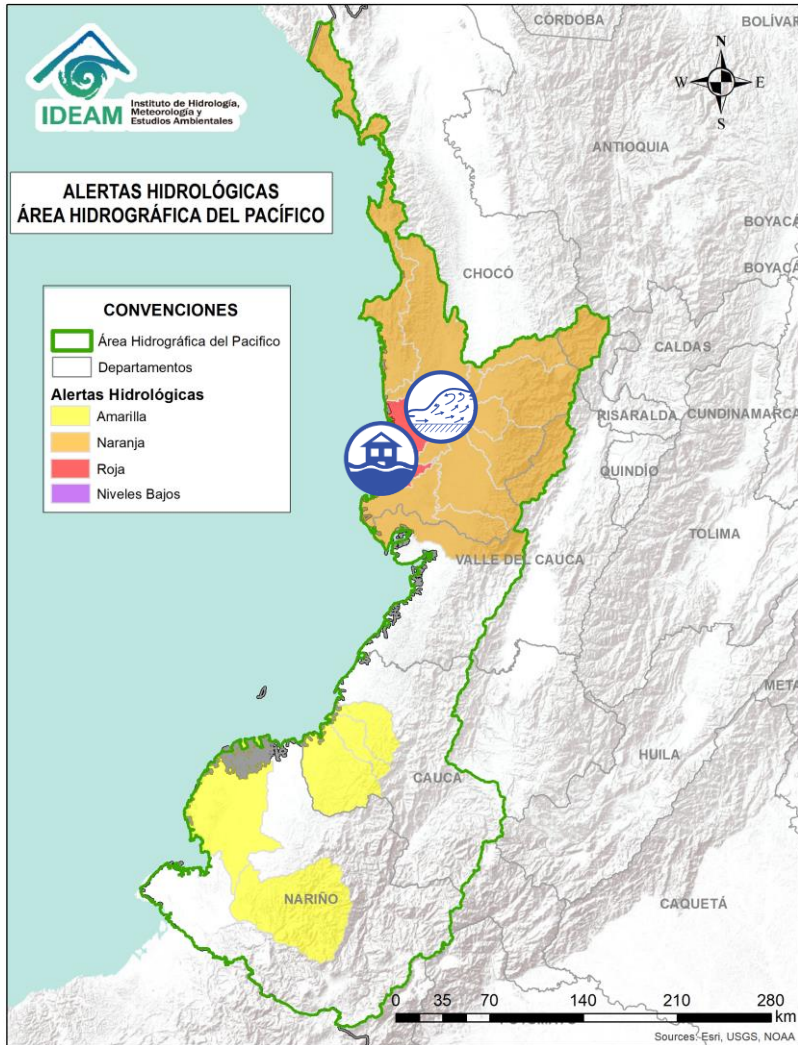 CÓRDOBA
BOLÍVAR
IDEAM
Instituto de Hidrología,
Meteorología y
Estudios Ambientales
N
W
E
S
ANTIOQUIA
ALERTAS HIDROLÓGICAS
ÁREA HIDROGRÁFICA DEL PACÍFICO
BOYACÁ
BOYACÁ
CHOCÓ
CONVENCIONES
Área Hidrográfica del Pacifico
Departamentos
Alertas Hidrológicas
Amarilla
Naranja
Roja
Niveles Bajos
CALDAS
RISARALDA
CUNDINAMARCA
QUINDÍO
TOLIMA
VALLE DEL CAUCA
META
HUILA
CAUCA
NARIÑO
CAQUETÁ
0 35 70 140 210 280
km
Sources: Esri, USGS, NOAA